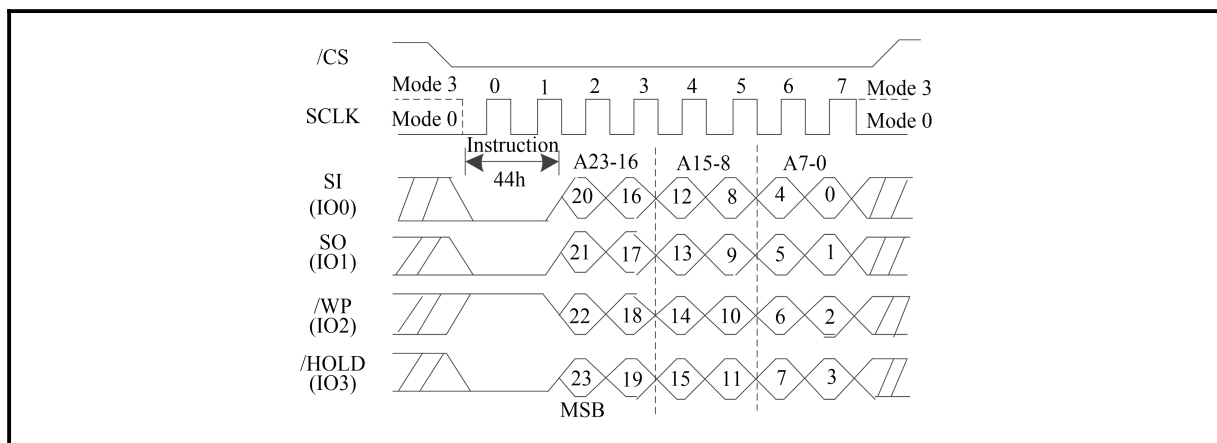 /CS
Mode 3 0 1 2 3 4 5 6 7 Mode 3
SCLK Mode 0 Mode 0
Instruction
44h
A23-16 A15-8 A7-0
SI
(IO0)
20 16 12 8 4 0
SO
(IO1)
21 17 13 9 5 1
/WP
(IO2)
22 18 14 10 6 2
/HOLD
(IO3)
23 19 15 11 7 3
MSB